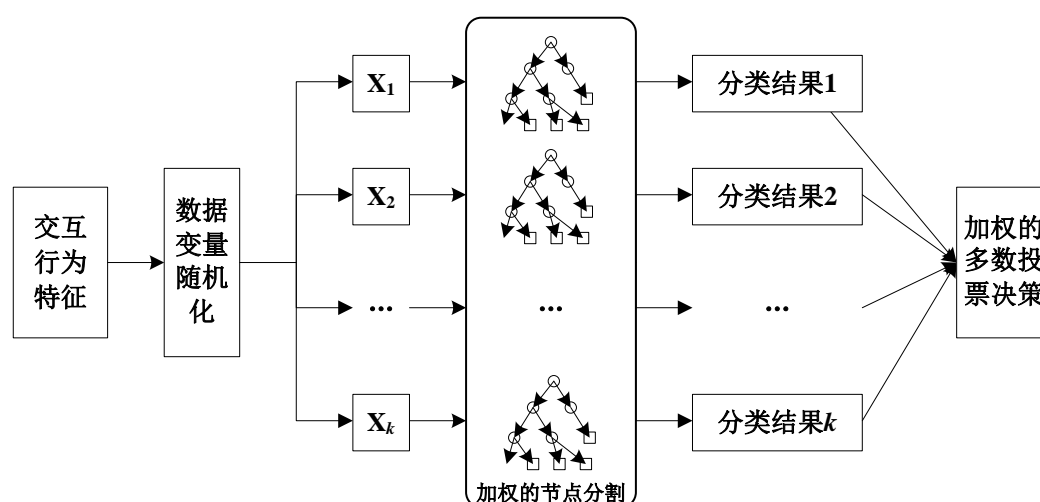 交互
行为
特征
数据
变量
随机
化
X₁
X₂
...
Xₖ
...
加权的节点分割
分类结果1
分类结果2
...
分类结果k
加权的
多数投
票决策